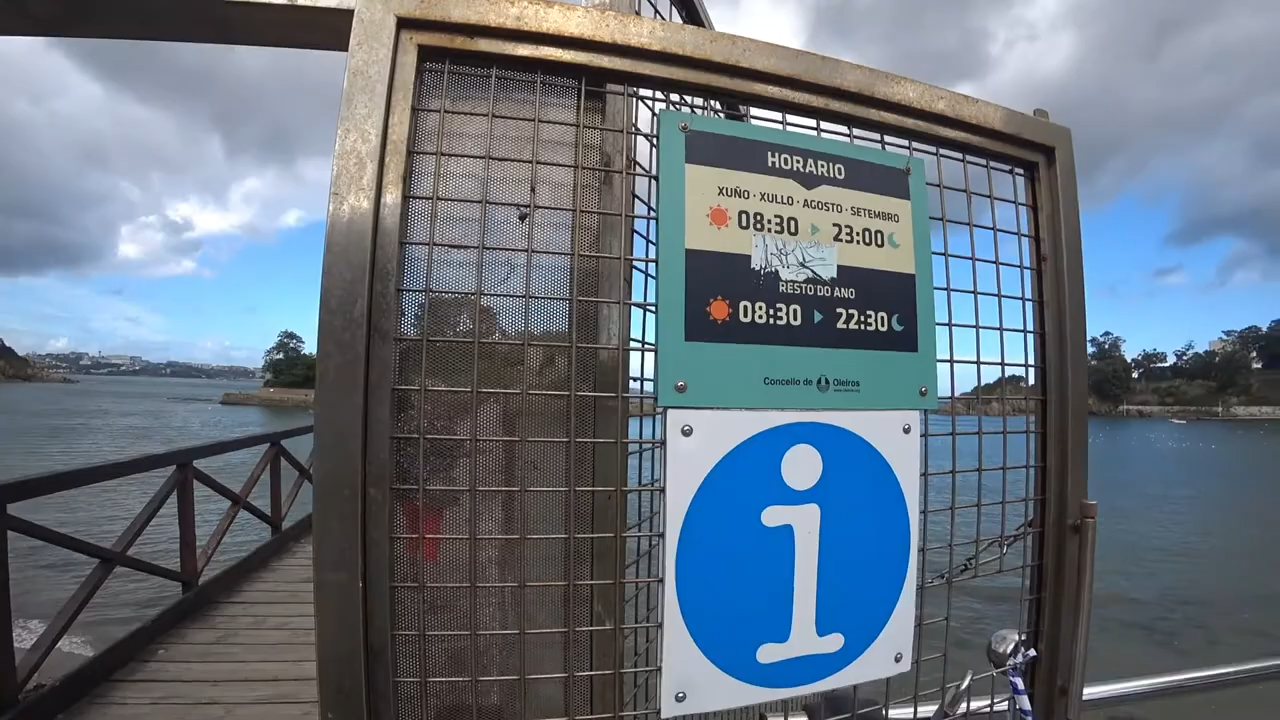 HORARIO
XUÑO · XULLO · AGOSTO · SETEMBRO
08:30 23:00
RESTO DO ANO
08:30 22:30
Concello de Oleiros
i